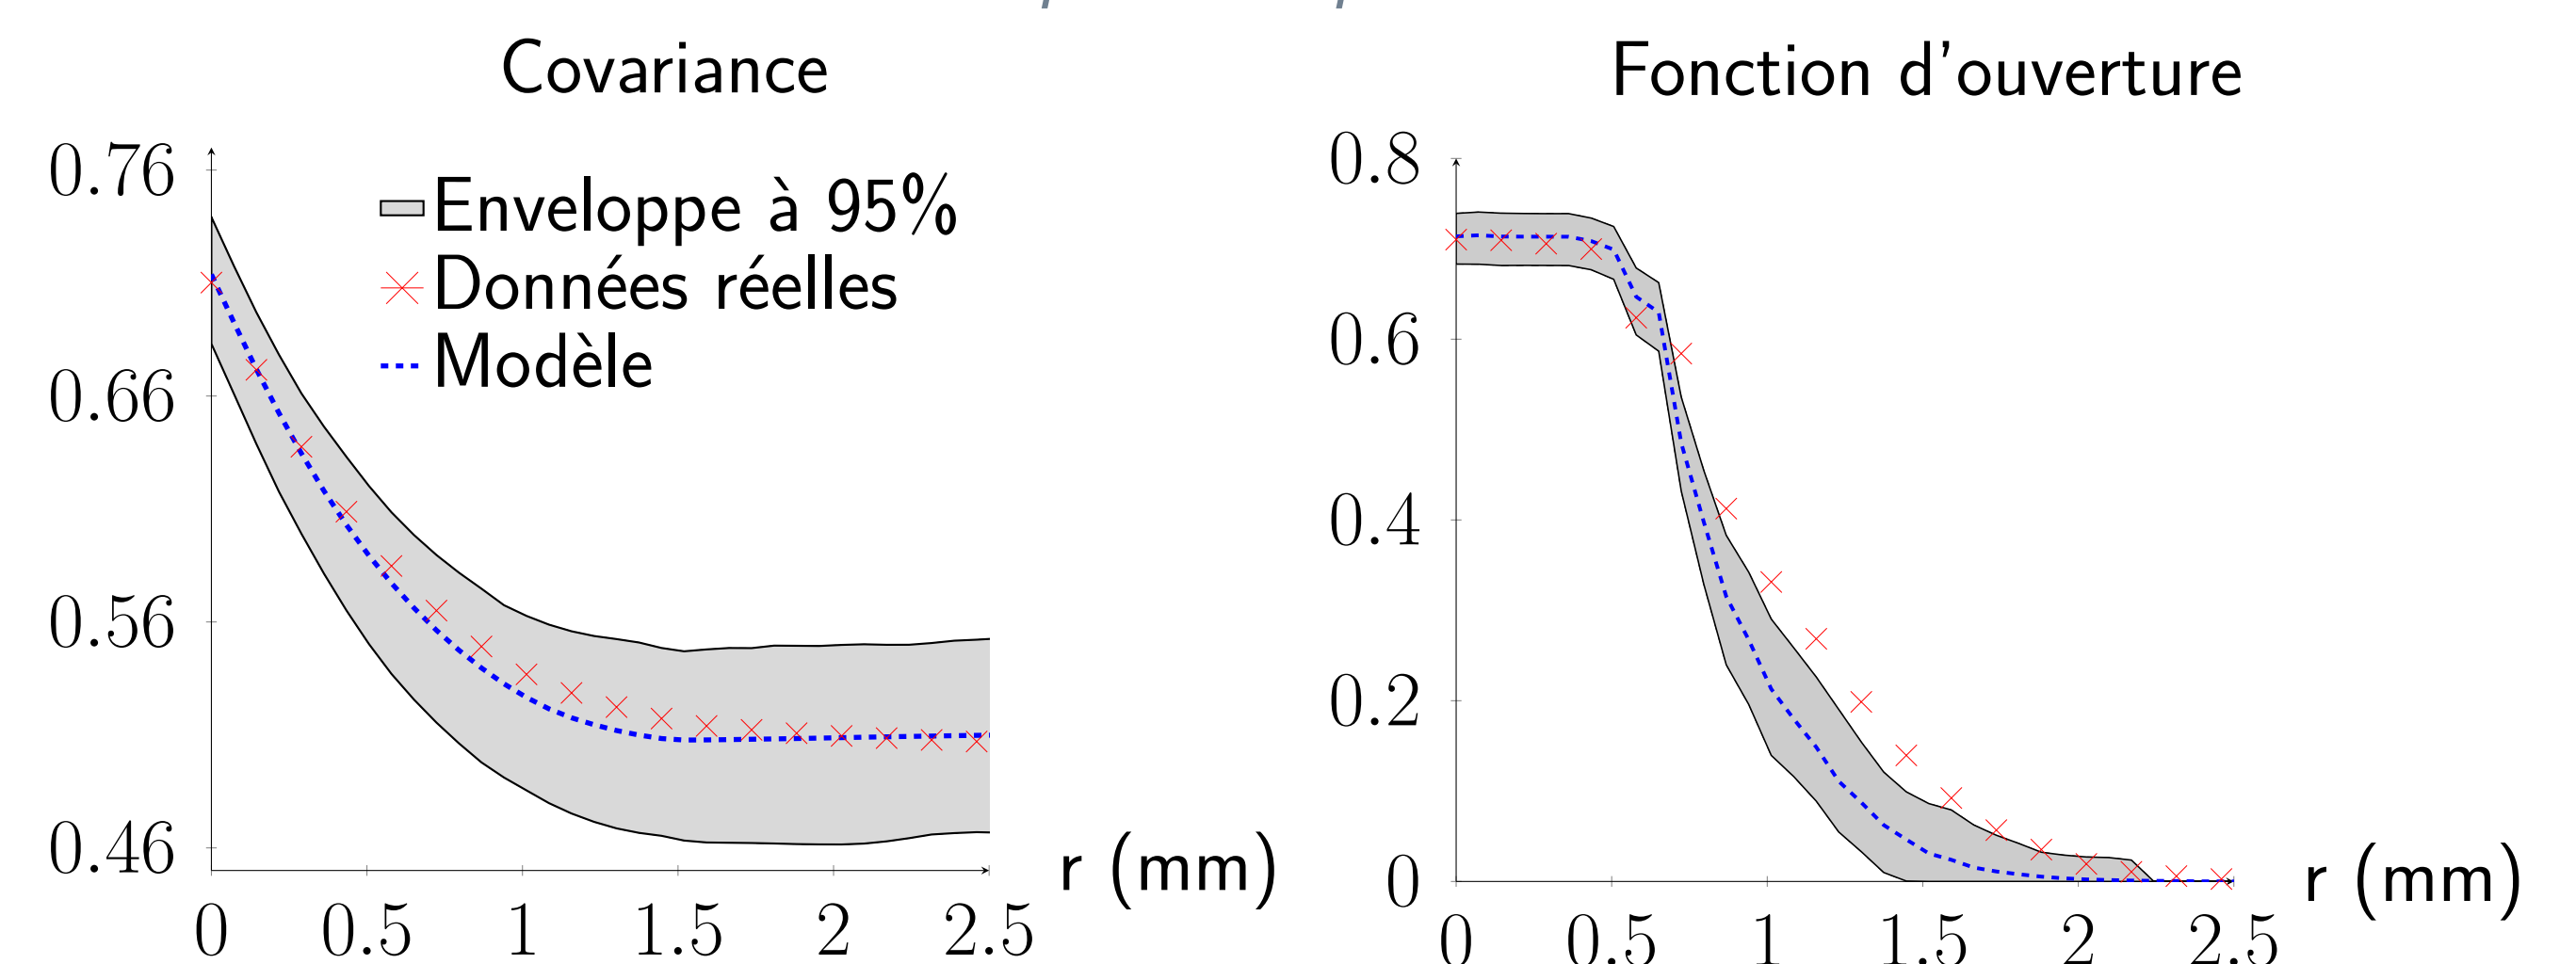 Covariance
0.76
0.66
0.56
0.46
Enveloppe à 95%
Données réelles
Modèle
0 0.5 1 1.5 2 2.5
r (mm)
Fonction d'ouverture
0.8
0.6
0.4
0.2
0
0 0.5 1 1.5 2 2.5
r (mm)